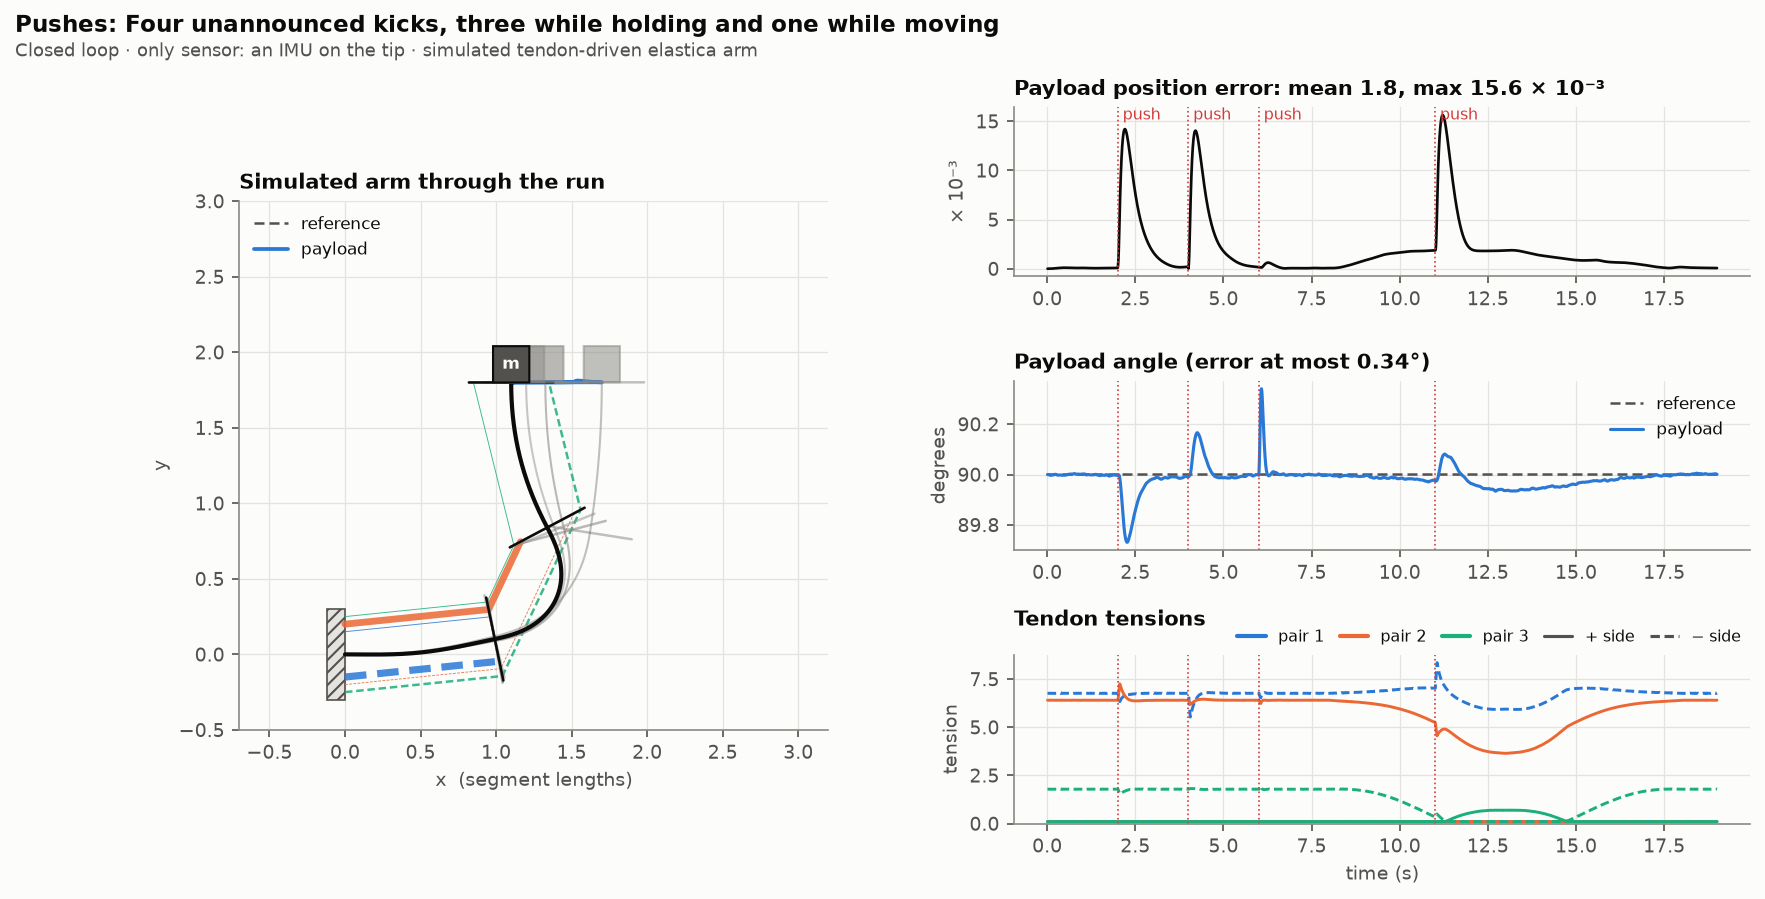 Pushes: Four unannounced kicks, three while holding and one while moving
Closed loop · only sensor: an IMU on the tip · simulated tendon-driven elastica arm
Simulated arm through the run
3.0
2.5
2.0
1.5
1.0
0.5
0.0
−0.5
y
reference
payload
m
−0.5 0.0 0.5 1.0 1.5 2.0 2.5 3.0
x (segment lengths)
Payload position error: mean 1.8, max 15.6 × 10⁻³
push push push push
15
10
5
0
× 10⁻³
0.0 2.5 5.0 7.5 10.0 12.5 15.0 17.5
Payload angle (error at most 0.34°)
reference
payload
90.2
90.0
89.8
degrees
0.0 2.5 5.0 7.5 10.0 12.5 15.0 17.5
Tendon tensions
pair 1 pair 2 pair 3 + side − side
7.5
5.0
2.5
0.0
tension
0.0 2.5 5.0 7.5 10.0 12.5 15.0 17.5
time (s)